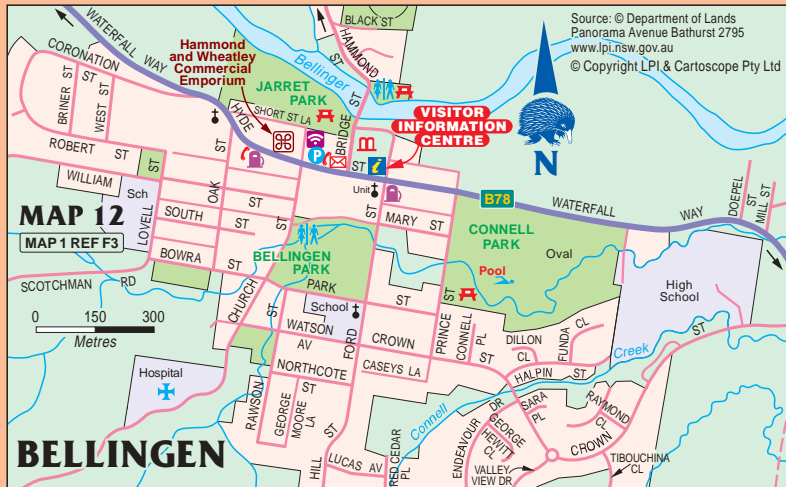 Source: © Department of Lands
Panorama Avenue Bathurst 2795
www.lpi.nsw.gov.au
© Copyright LPI & Cartoscope Pty Ltd
BLACK ST
WATERFALL WAY
CORONATION ST
Hammond
and Wheatley
Commercial
Emporium
Bellinger
HAMMOND ST
JARRET
PARK
BRINER ST
WEST ST
HYDE ST
SHORT ST LA
BRIDGE ST
VISITOR
INFORMATION
CENTRE
N
ROBERT ST
WILLIAM ST
Sch
OAK ST
P
i
Unit
B78
WATERFALL WAY
DOEPEL ST
MILL ST
MAP 12
MAP 1 REF F3
LOVELL ST
SOUTH ST
BOWRA ST
MARY ST
CONNELL
PARK
Oval
Pool
BELLINGEN
PARK
PARK ST
High
School
SCOTCHMAN RD
CHURCH ST
School
PRINCE ST
CONNELL PL
0 150 300
Metres
WATSON AV
FORD ST
CROWN ST
DILLON CL
FUNDA CL
Creek
ST
HALPIN ST
Hospital
NORTHCOTE ST
CASEYS LA
RAWSON ST
GEORGE MOORE LA
Connell
ENDEAVOUR DR
SARA PL
GEORGE HEWITT CL
RAYMOND CL
CROWN
BELLINGEN
HILL ST
LUCAS AV
RED CEDAR PL
VALLEY VIEW DR
TIBOUCHINA CL